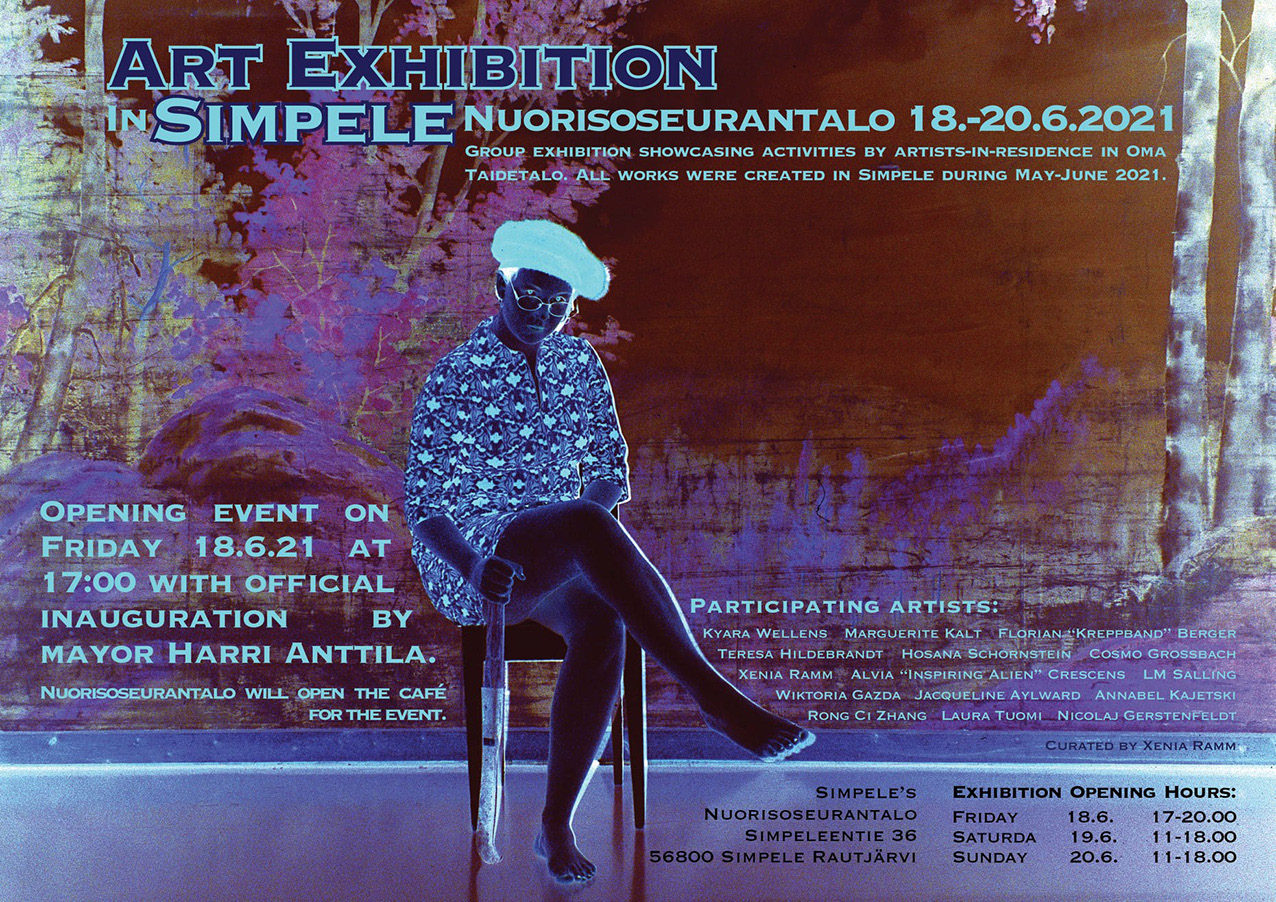 Art Exhibition
in Simpele Nuorisoseurantalo 18.-20.6.2021
Group exhibition showcasing activities by artists-in-residence in Oma
Taidetalo. All works were created in Simpele during May-June 2021.
Opening event on
Friday 18.6.21 at
17:00 with official
inauguration by
mayor Harri Anttila.
Nuorisoseurantalo will open the café
for the event.
Participating artists:
Kyara Wellens Marguerite Kalt Florian “Kreppband” Berger
Teresa Hildebrandt Hosana Schornstein Cosmo Grossbach
Xenia Ramm Alvia “Inspiring Alien” Crescens LM Salling
Wiktoria Gazda Jacqueline Aylward Annabel Kajetski
Rong Ci Zhang Laura Tuomi Nicolaj Gerstenfeldt
Curated by Xenia Ramm
Simpele’s
Nuorisoseurantalo
Simpeleentie 36
56800 Simpele Rautjärvi
Exhibition Opening Hours:
Friday 18.6. 17-20.00
Saturda 19.6. 11-18.00
Sunday 20.6. 11-18.00